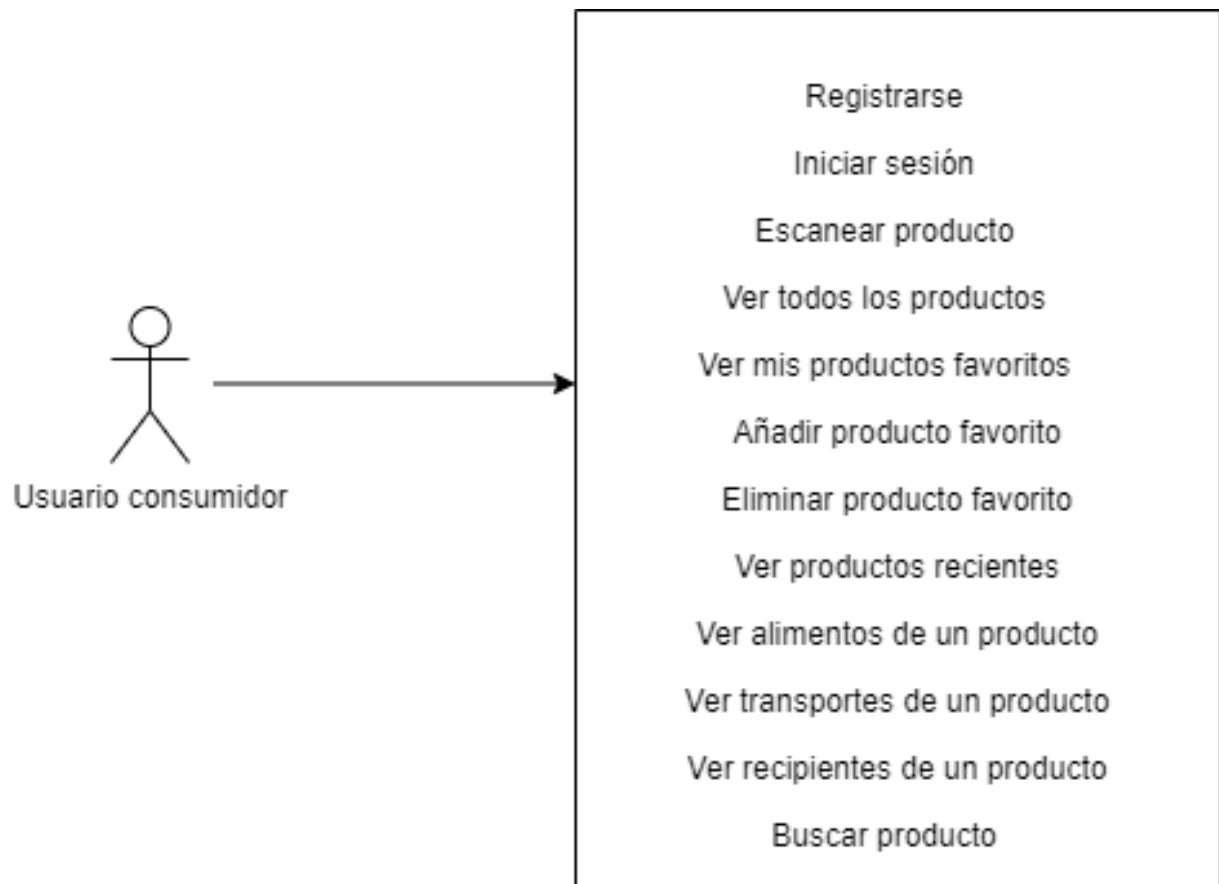 Registrarse
Iniciar sesión
Escanear producto
Ver todos los productos
Ver mis productos favoritos
Añadir producto favorito
Eliminar producto favorito
Ver productos recientes
Ver alimentos de un producto
Ver transportes de un producto
Ver recipientes de un producto
Buscar producto
Usuario consumidor